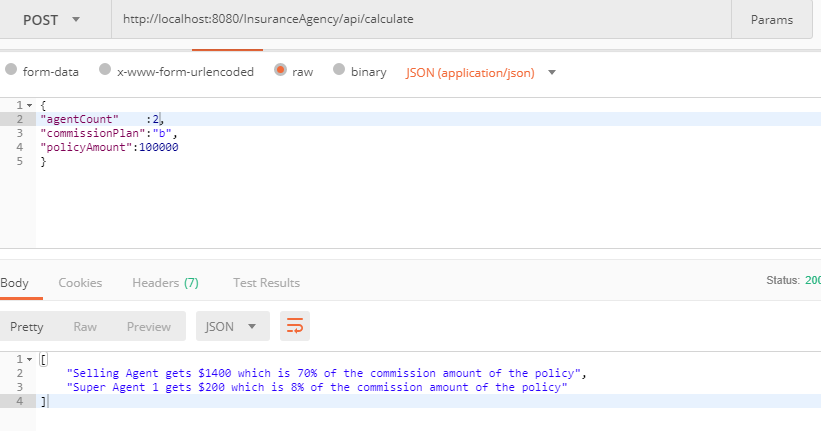 POST http://localhost:8080/InsuranceAgency/api/calculate Params
form-data x-www-form-urlencoded raw binary JSON (application/json)
1 {
2 "agentCount" :2,
3 "commissionPlan":"b",
4 "policyAmount":100000
5 }
Body Cookies Headers (7) Test Results Status: 200
Pretty Raw Preview JSON
1 [
2 "Selling Agent gets $1400 which is 70% of the commission amount of the policy",
3 "Super Agent 1 gets $200 which is 8% of the commission amount of the policy"
4 ]